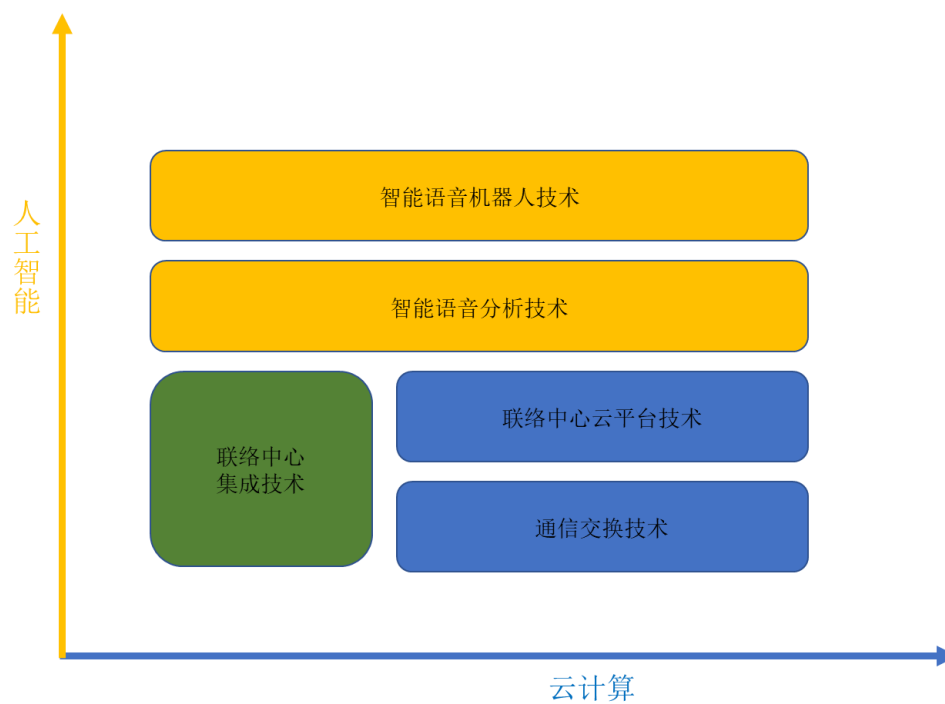 智能语音机器人技术
人工智能
智能语音分析技术
联络中心云平台技术
联络中心
集成技术
通信交换技术
云计算